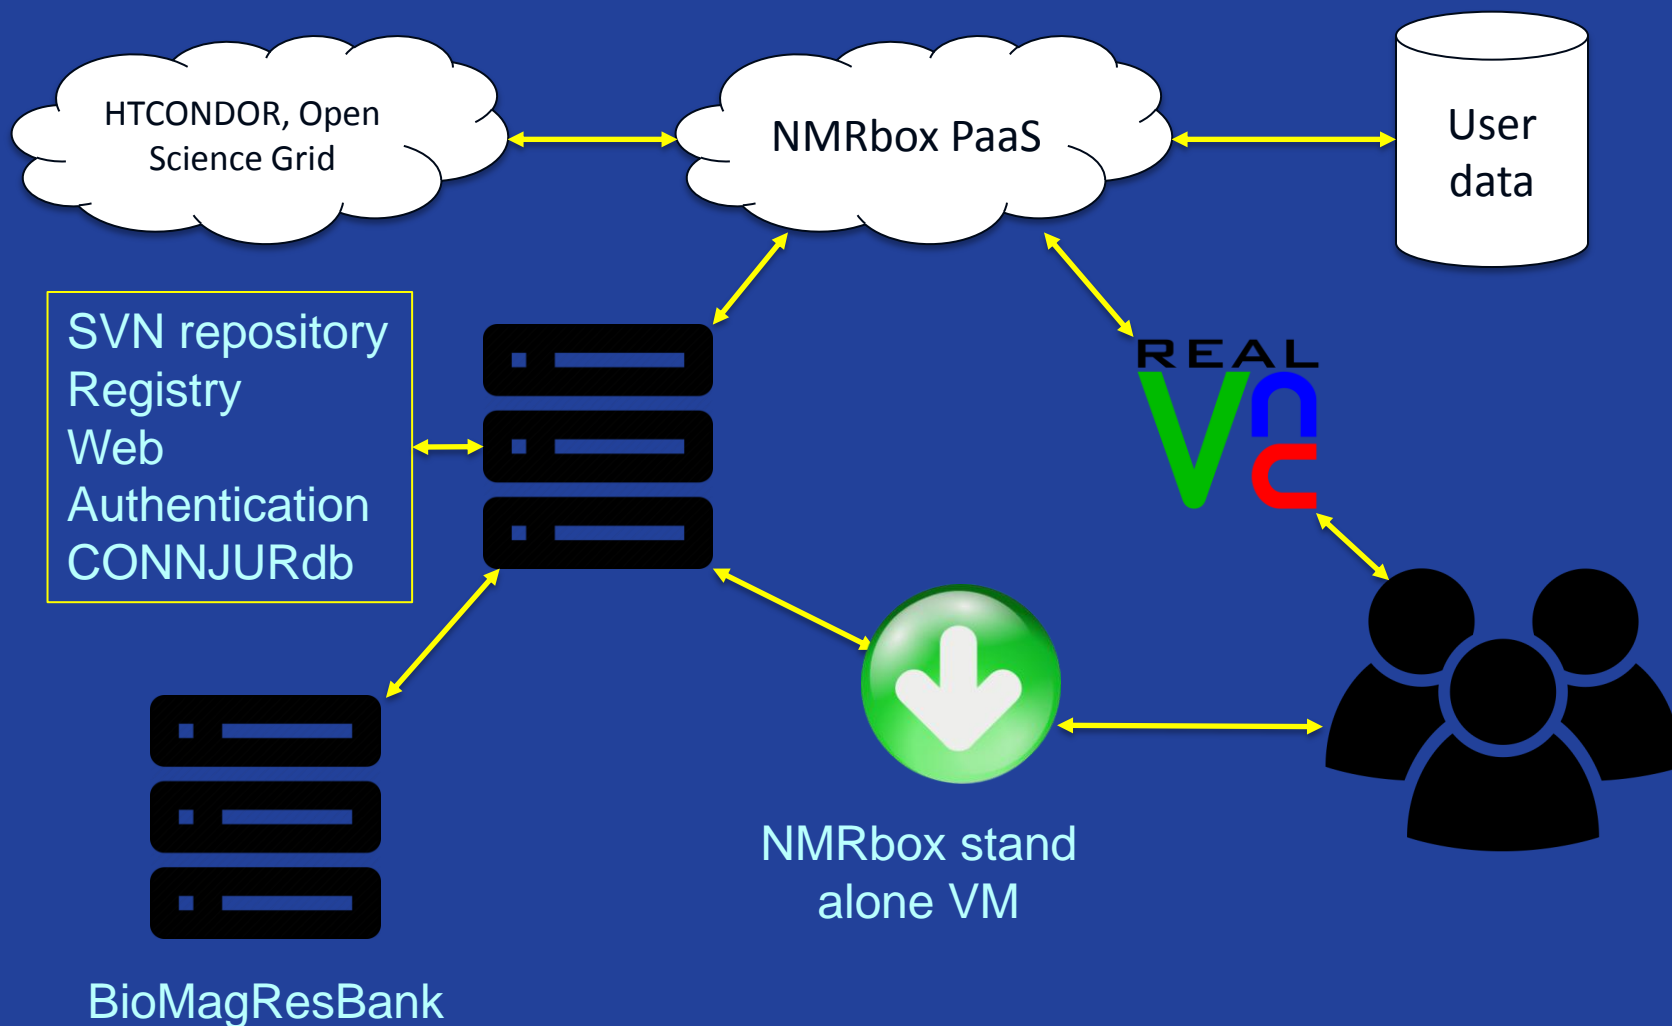 HTCONDOR, Open
Science Grid
NMRbox PaaS
User
data
SVN repository
Registry
Web
Authentication
CONNJURdb
REAL
Vnc
NMRbox stand
alone VM
BioMagResBank